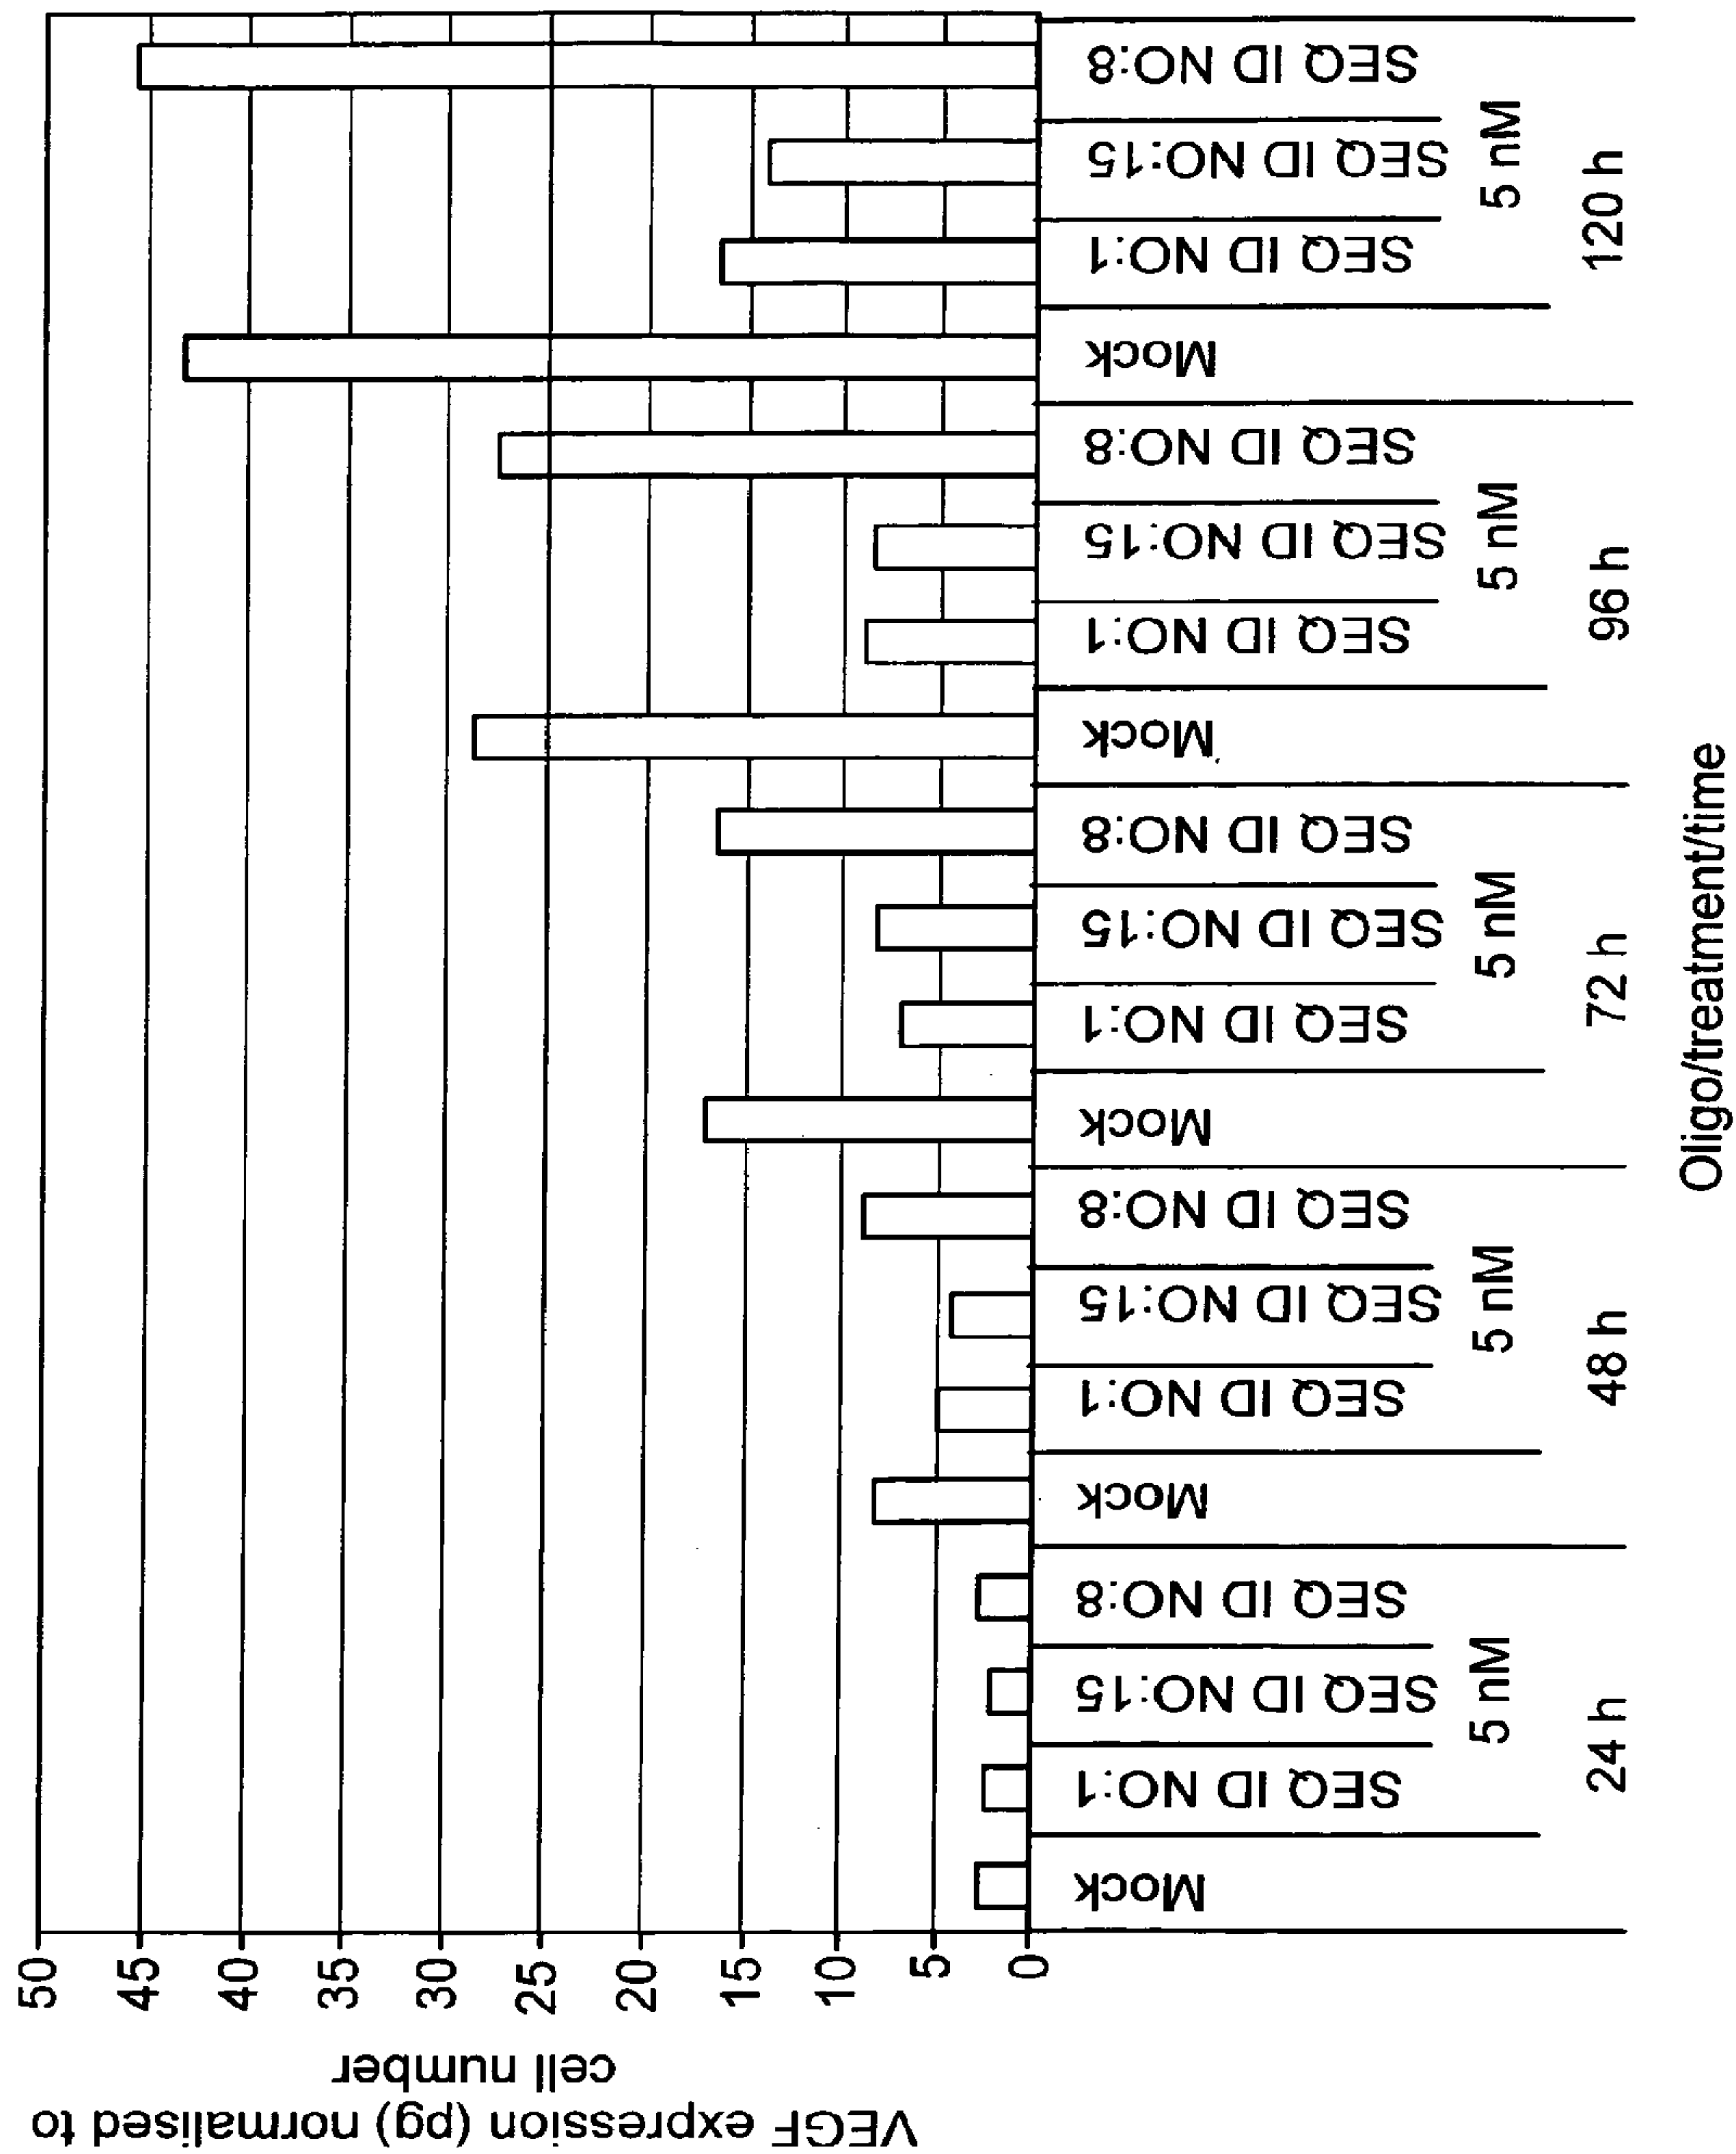 VEGF expression (pg) normalised to
cell number
50
45
40
35
30
25
20
15
10
5
0
Mock
SEQ ID NO:1
SEQ ID NO:15
SEQ ID NO:8
Mock
SEQ ID NO:1
SEQ ID NO:15
SEQ ID NO:8
Mock
SEQ ID NO:1
SEQ ID NO:15
SEQ ID NO:8
Mock
SEQ ID NO:1
SEQ ID NO:15
SEQ ID NO:8
Mock
SEQ ID NO:1
SEQ ID NO:15
SEQ ID NO:8
5 nM
5 nM
5 nM
5 nM
5 nM
24 h
48 h
72 h
96 h
120 h
Oligo/treatment/time